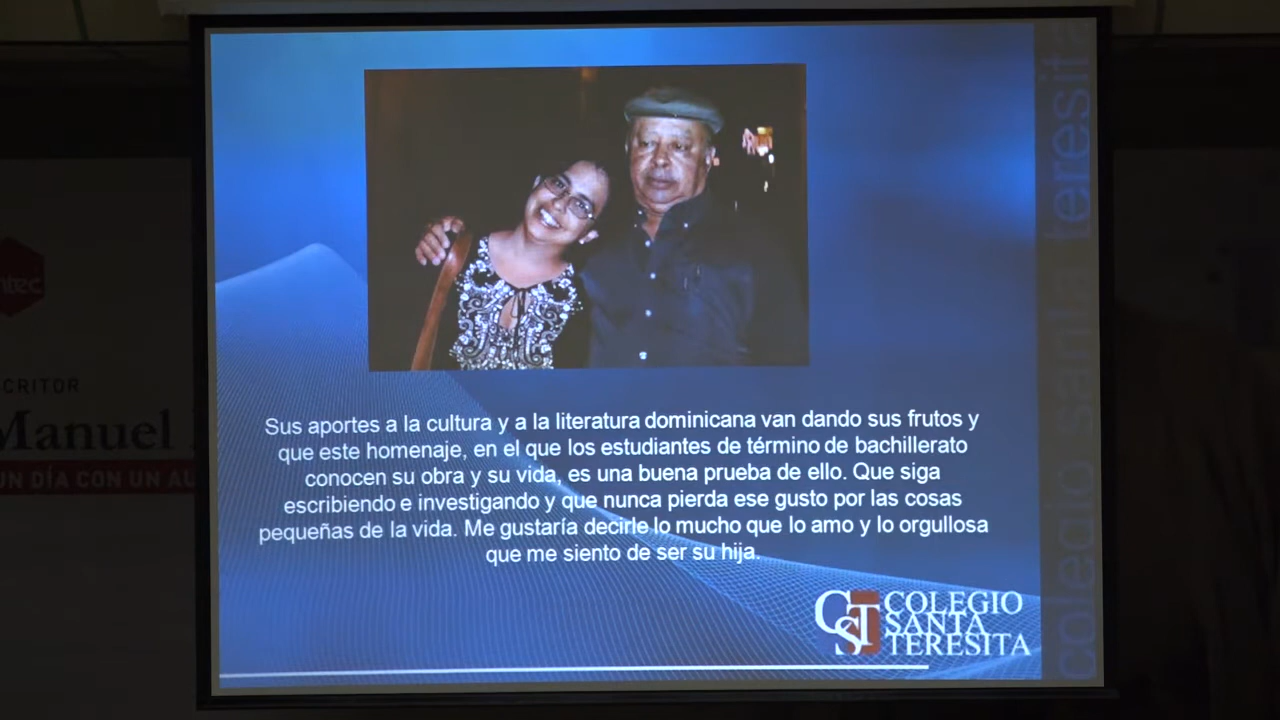 Sus aportes a la cultura y a la literatura dominicana van dando sus frutos y
que este homenaje, en el que los estudiantes de término de bachillerato
conocen su obra y su vida, es una buena prueba de ello. Que siga
escribiendo e investigando y que nunca pierda ese gusto por las cosas
pequeñas de la vida. Me gustaría decirle lo mucho que lo amo y lo orgullosa
que me siento de ser su hija.
CST
COLEGIO
SANTA
TERESITA
colegio santa teresita
ntec
CRITOR
Manuel
UN DÍA CON UN AU